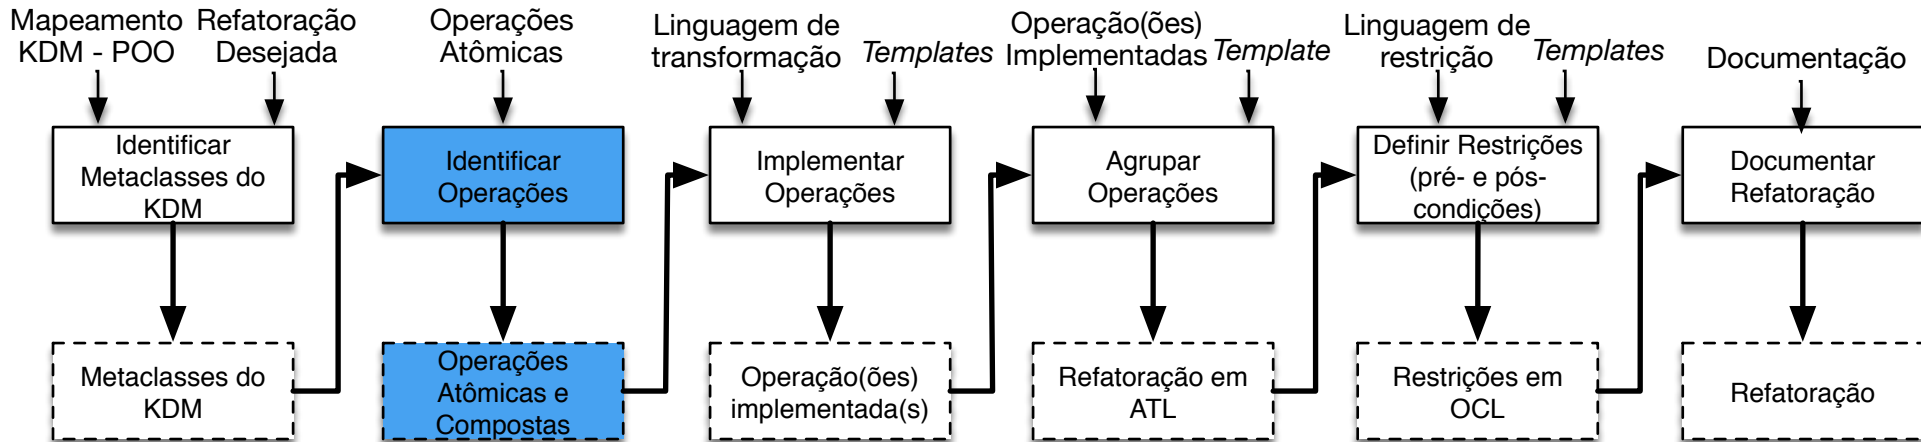 Mapeamento
KDM - POO
Refatoração
Desejada
Operações
Atômicas
Linguagem de
transformação
Templates
Operação(ões)
Implementadas
Template
Linguagem de
restrição
Templates
Documentação
Identificar
Metaclasses do
KDM
Identificar
Operações
Implementar
Operações
Agrupar
Operações
Definir Restrições
(pré- e pós-
condições)
Documentar
Refatoração
Metaclasses do
KDM
Operações
Atômicas e
Compostas
Operação(ões)
implementada(s)
Refatoração em
ATL
Restrições em
OCL
Refatoração